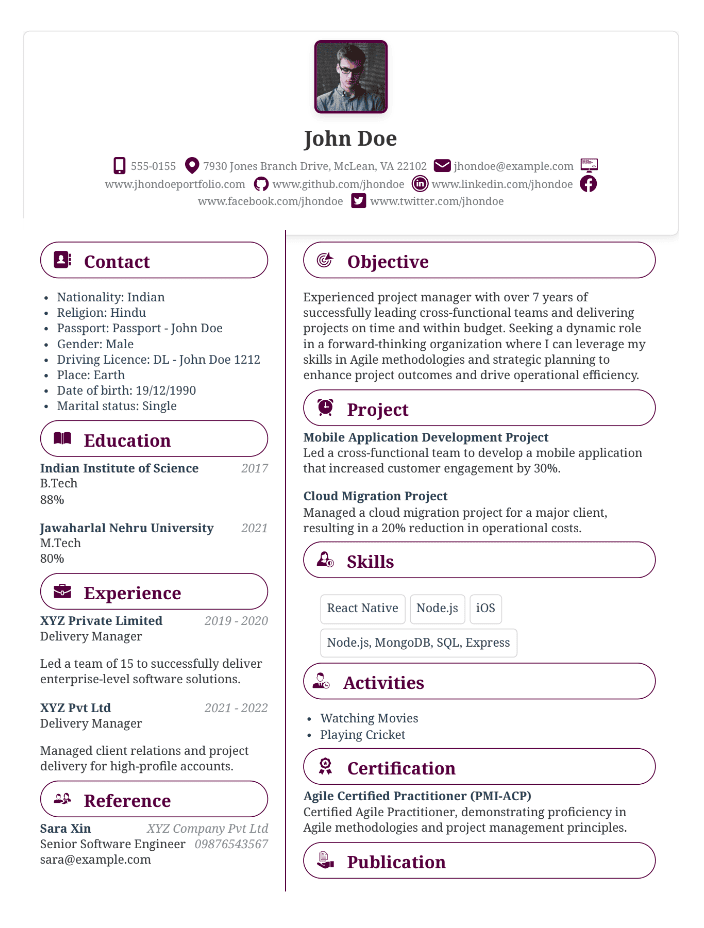 John Doe
555-0155 7930 Jones Branch Drive, McLean, VA 22102 jhondoe@example.com
www.jhondoeportfolio.com www.github.com/jhondoe www.linkedin.com/jhondoe
www.facebook.com/jhondoe www.twitter.com/jhondoe
Contact
Nationality: Indian
Religion: Hindu
Passport: Passport - John Doe
Gender: Male
Driving Licence: DL - John Doe 1212
Place: Earth
Date of birth: 19/12/1990
Marital status: Single
Education
Indian Institute of Science 2017
B.Tech
88%
Jawaharlal Nehru University 2021
M.Tech
80%
Experience
XYZ Private Limited 2019 - 2020
Delivery Manager
Led a team of 15 to successfully deliver
enterprise-level software solutions.
XYZ Pvt Ltd 2021 - 2022
Delivery Manager
Managed client relations and project
delivery for high-profile accounts.
Reference
Sara Xin XYZ Company Pvt Ltd
Senior Software Engineer 09876543567
sara@example.com
Objective
Experienced project manager with over 7 years of
successfully leading cross-functional teams and delivering
projects on time and within budget. Seeking a dynamic role
in a forward-thinking organization where I can leverage my
skills in Agile methodologies and strategic planning to
enhance project outcomes and drive operational efficiency.
Project
Mobile Application Development Project
Led a cross-functional team to develop a mobile application
that increased customer engagement by 30%.
Cloud Migration Project
Managed a cloud migration project for a major client,
resulting in a 20% reduction in operational costs.
Skills
React Native Node.js iOS
Node.js, MongoDB, SQL, Express
Activities
Watching Movies
Playing Cricket
Certification
Agile Certified Practitioner (PMI-ACP)
Certified Agile Practitioner, demonstrating proficiency in
Agile methodologies and project management principles.
Publication